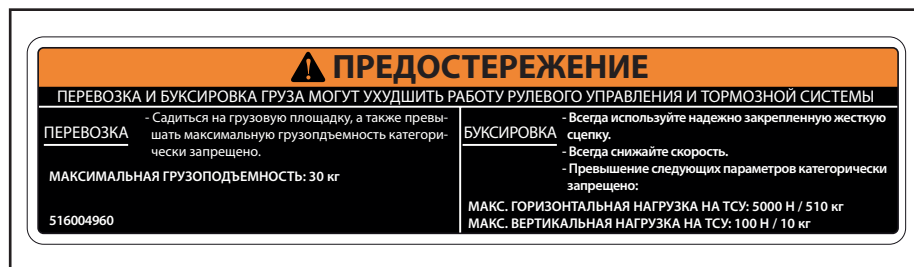 ПРЕДОСТЕРЕЖЕНИЕ
ПЕРЕВОЗКА И БУКСИРОВКА ГРУЗА МОГУТ УХУДШИТЬ РАБОТУ РУЛЕВОГО УПРАВЛЕНИЯ И ТОРМОЗНОЙ СИСТЕМЫ
ПЕРЕВОЗКА
- Садиться на грузовую площадку, а также превы-
шать максимальную грузопдъемность категори-
чески запрещено.
МАКСИМАЛЬНАЯ ГРУЗОПОДЪЕМНОСТЬ: 30 кг
516004960
БУКСИРОВКА
- Всегда используйте надежно закрепленную жесткую
сцепку.
- Всегда снижайте скорость.
- Превышение следующих параметров категорически
запрещено:
МАКС. ГОРИЗОНТАЛЬНАЯ НАГРУЗКА НА ТСУ: 5000 Н / 510 кг
МАКС. ВЕРТИКАЛЬНАЯ НАГРУЗКА НА ТСУ: 100 Н / 10 кг